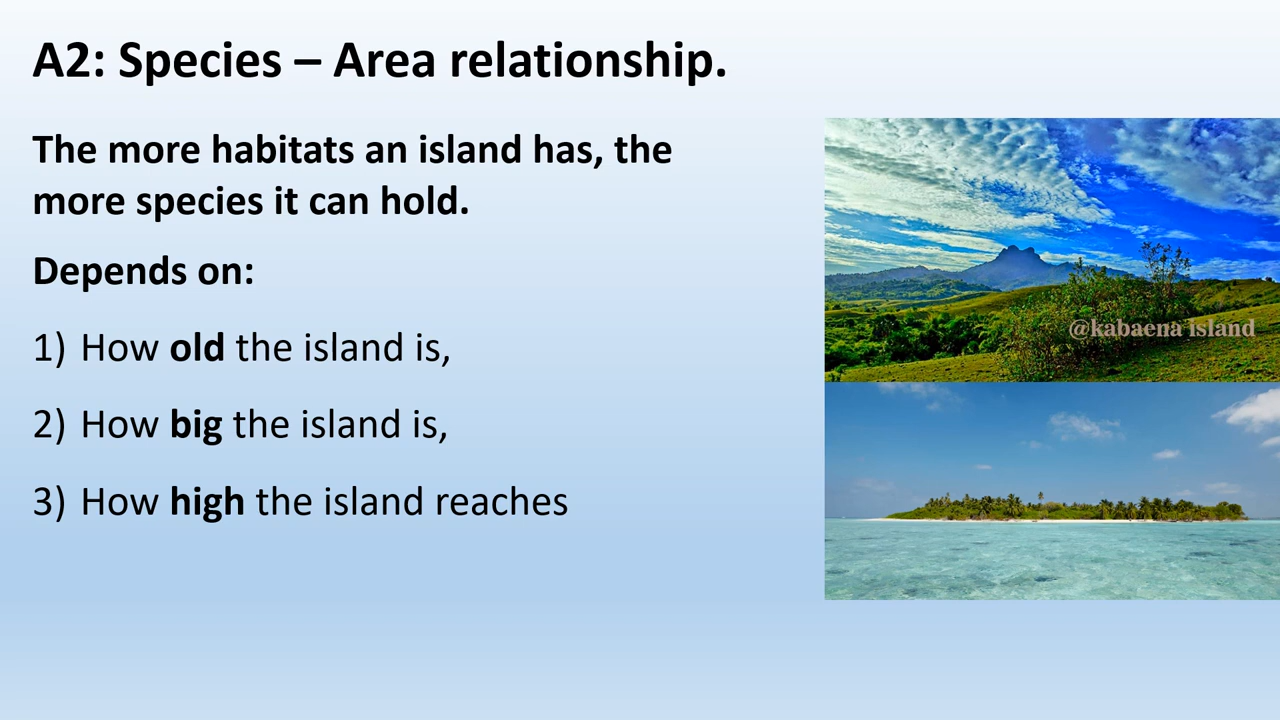 A2: Species – Area relationship.
The more habitats an island has, the
more species it can hold.
Depends on:
1) How old the island is,
2) How big the island is,
3) How high the island reaches
@kabaena island